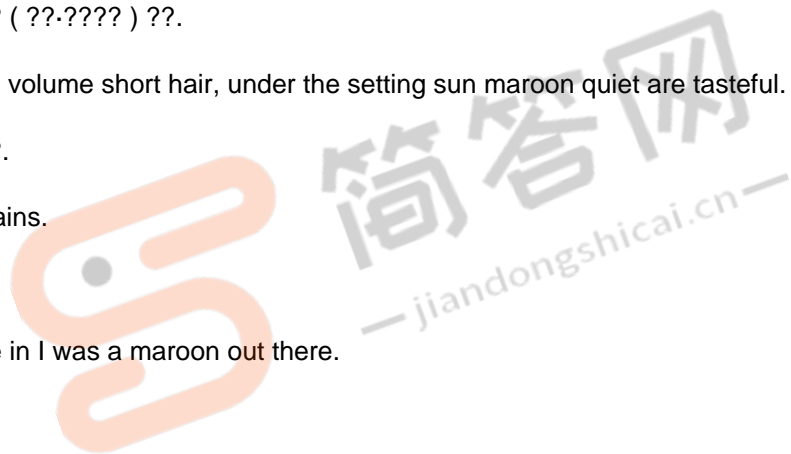 ( ??·???? ) ??.
volume short hair, under the setting sun maroon quiet are tasteful.
简答网
jiandongshicai.cn
in I was a maroon out there.